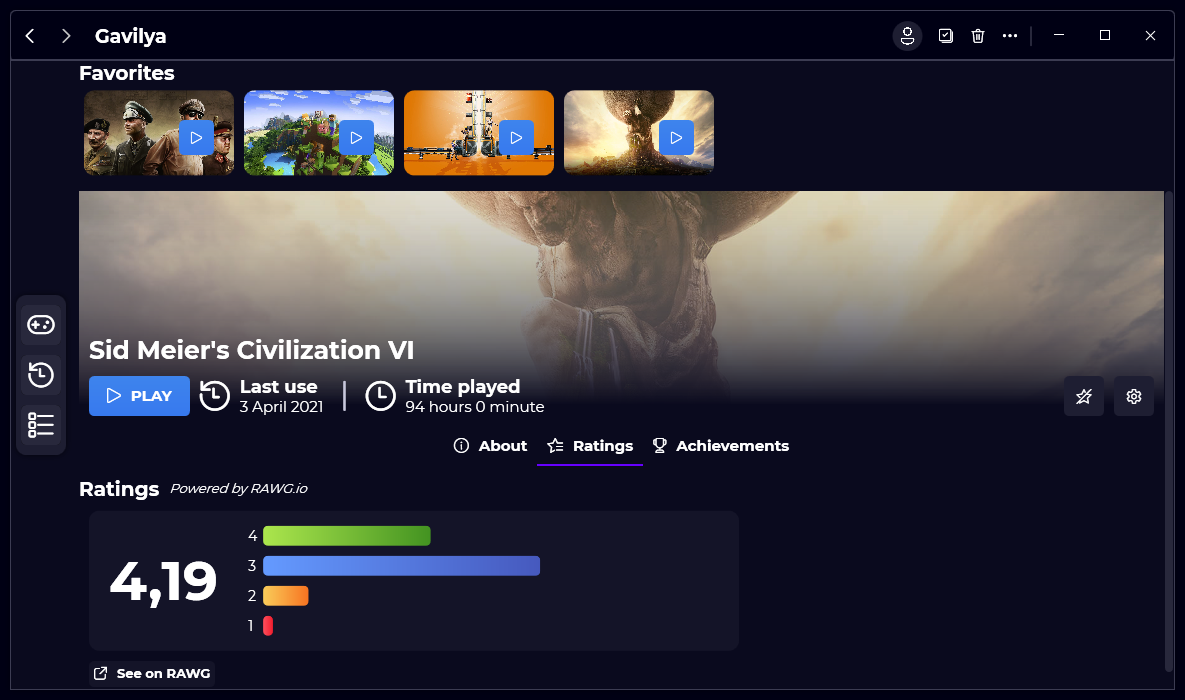 Gavilya
Favorites
Sid Meier's Civilization VI
PLAY
Last use
3 April 2021
Time played
94 hours 0 minute
About
Ratings
Achievements
Ratings
Powered by RAWG.io
4,19
4
3
2
1
See on RAWG